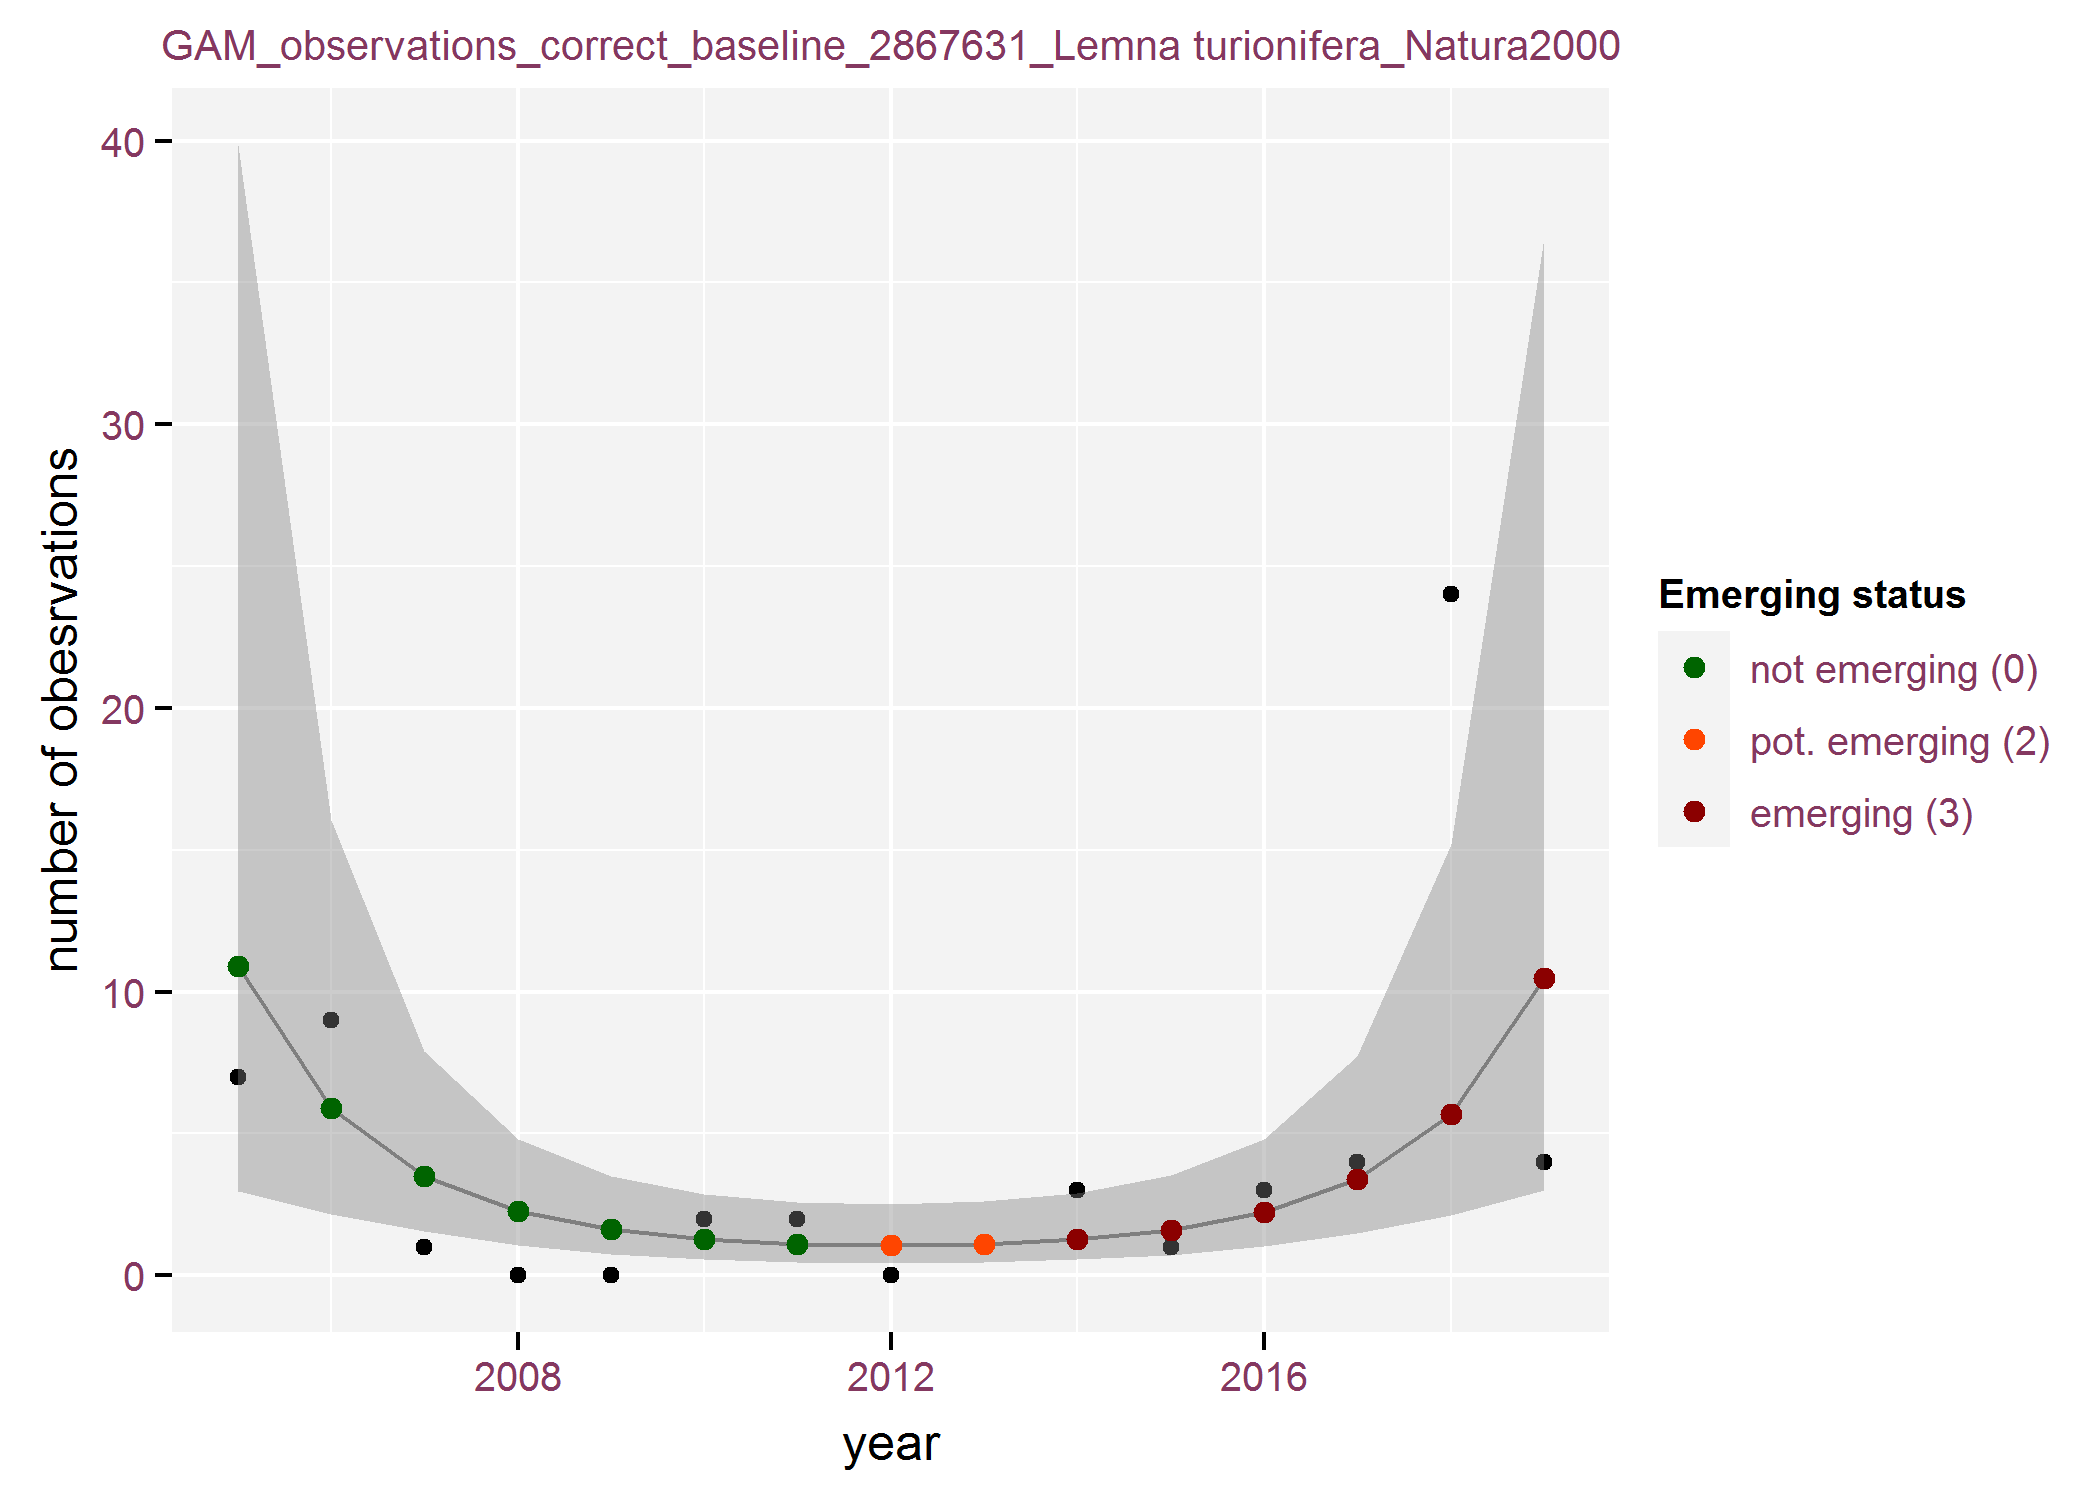 GAM_observations_correct_baseline_2867631_Lemna turionifera_Natura2000
40
30
20
10
0
number of obesrvations
2008 2012 2016
year
Emerging status
not emerging (0)
pot. emerging (2)
emerging (3)